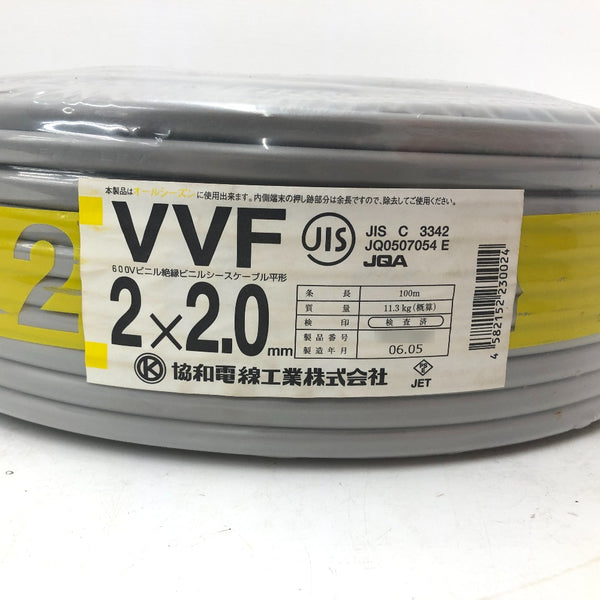 本製品はオールシーズンに使用出来ます。内側端末の押し跡部分は余長ですので、除去してご使用ください。
VVF
JIS
JIS C 3342
JQ0507054 E
JQA
600Vビニル絶縁ビニルシースケーブル平形
2×2.0mm
条長 100m
質量 11.3kg(概算)
検印 検査済
製品番号
製造年月 06.05
協和電線工業株式会社
JET
4 582152 230024
2